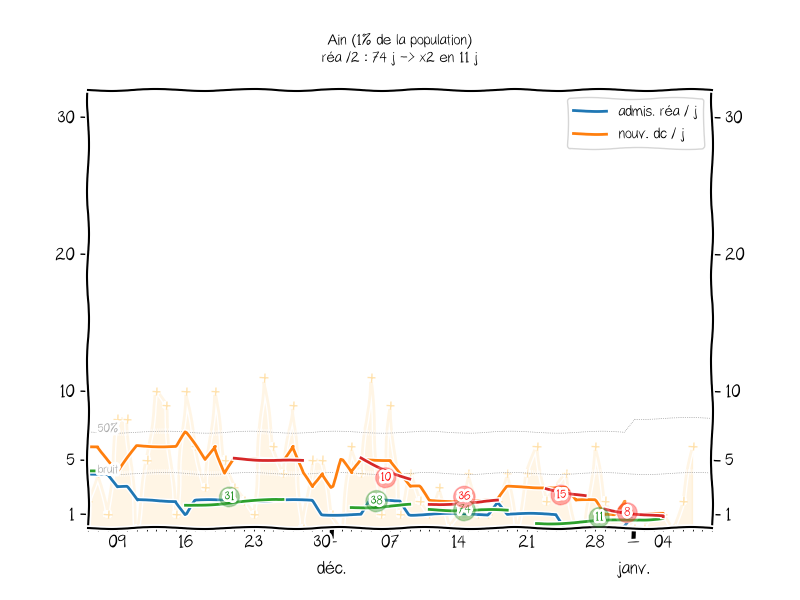 Ain (1% de la population)
réa /2 : 74 j -> x2 en 11 j
admis. réa / j
nouv. dc / j
30 30
20 20
10 10
5 5
1 1
50%
bruit
31 38 10 36 74 15 11 8
09 16 23 30 07 14 21 28 04
déc. janv.